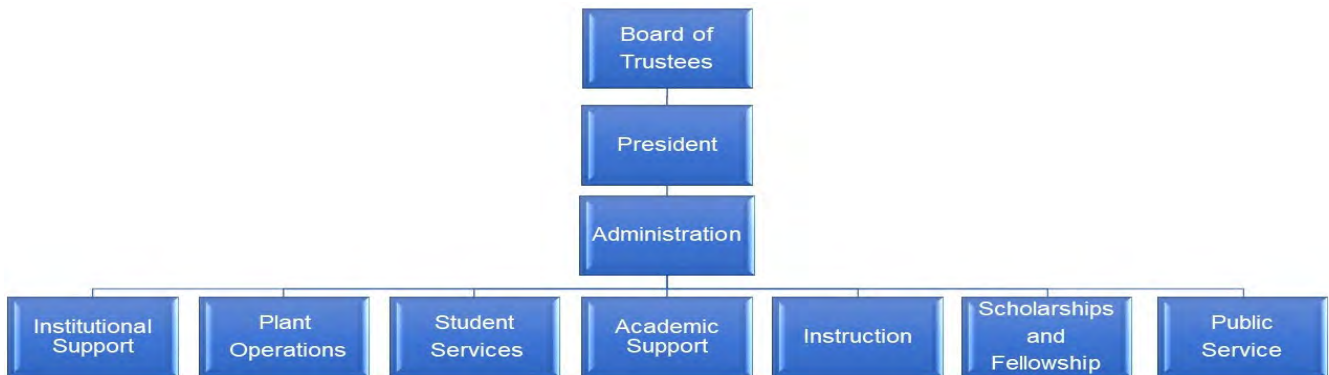 Board of
Trustees
President
Administration
Institutional
Support
Plant
Operations
Student
Services
Academic
Support
Instruction
Scholarships
and
Fellowship
Public
Service